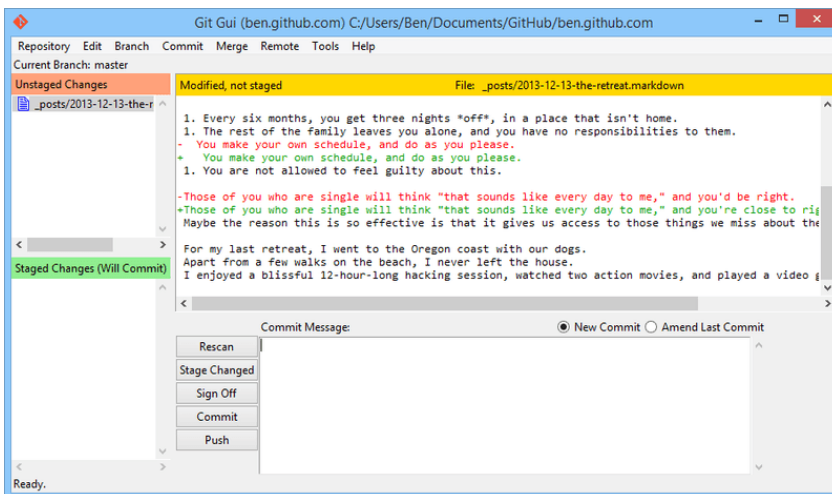 Git Gui (ben.github.com) C:/Users/Ben/Documents/GitHub/ben.github.com
Repository Edit Branch Commit Merge Remote Tools Help
Current Branch: master
Unstaged Changes
_posts/2013-12-13-the-r
Modified, not staged File: _posts/2013-12-13-the-retreat.markdown
1. Every six months, you get three nights *off*, in a place that isn't home.
1. The rest of the family leaves you alone, and you have no responsibilities to them.
- You make your own schedule, and do as you please.
+ You make your own schedule, and do as you please.
1. You are not allowed to feel guilty about this.
-Those of you who are single will think "that sounds like every day to me," and you'd be right.
+Those of you who are single will think "that sounds like every day to me," and you're close to rig
Maybe the reason this is so effective is that it gives us access to those things we miss about the
For my last retreat, I went to the Oregon coast with our dogs.
Apart from a few walks on the beach, I never left the house.
I enjoyed a blissful 12-hour-long hacking session, watched two action movies, and played a video g
Staged Changes (Will Commit)
Commit Message: New Commit Amend Last Commit
Rescan
Stage Changed
Sign Off
Commit
Push
Ready.